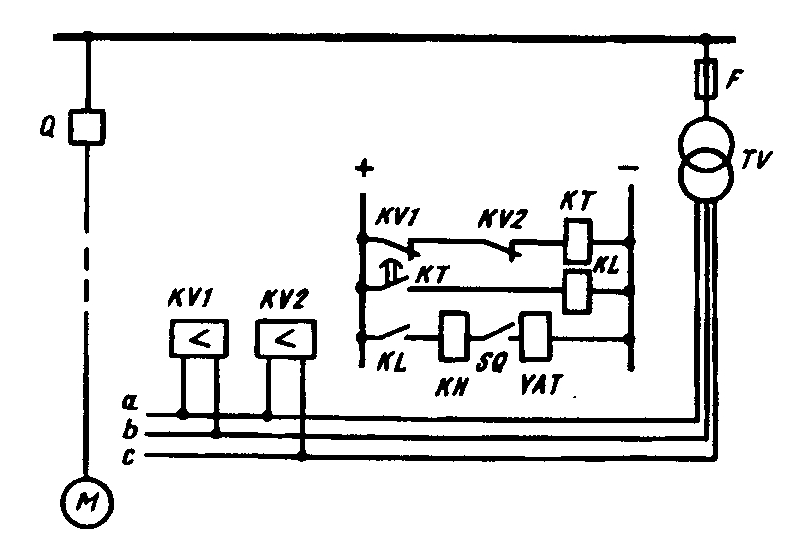 F
Q
TV
+ −
KV1 KV2 KT
KT KL
KL KH SQ YAT
KV1 KV2
< <
a
b
c
M